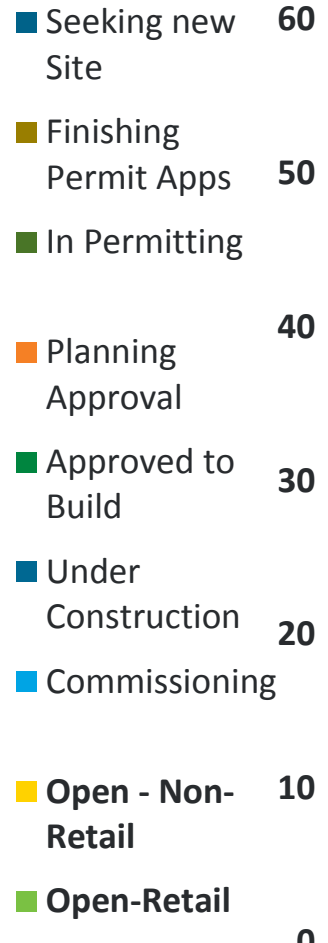 Seeking new
Site
Finishing
Permit Apps
In Permitting
Planning
Approval
Approved to
Build
Under
Construction
Commissioning
Open - Non-
Retail
Open-Retail
60
50
40
30
20
10
0